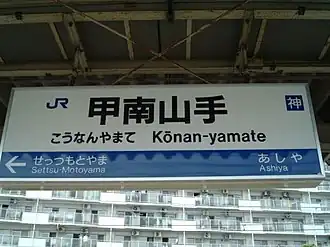 JR 甲南山手 神
こうなんやまて Kōnan-yamate
せっつもとやま あしや
Settsu-Motoyama Ashiya